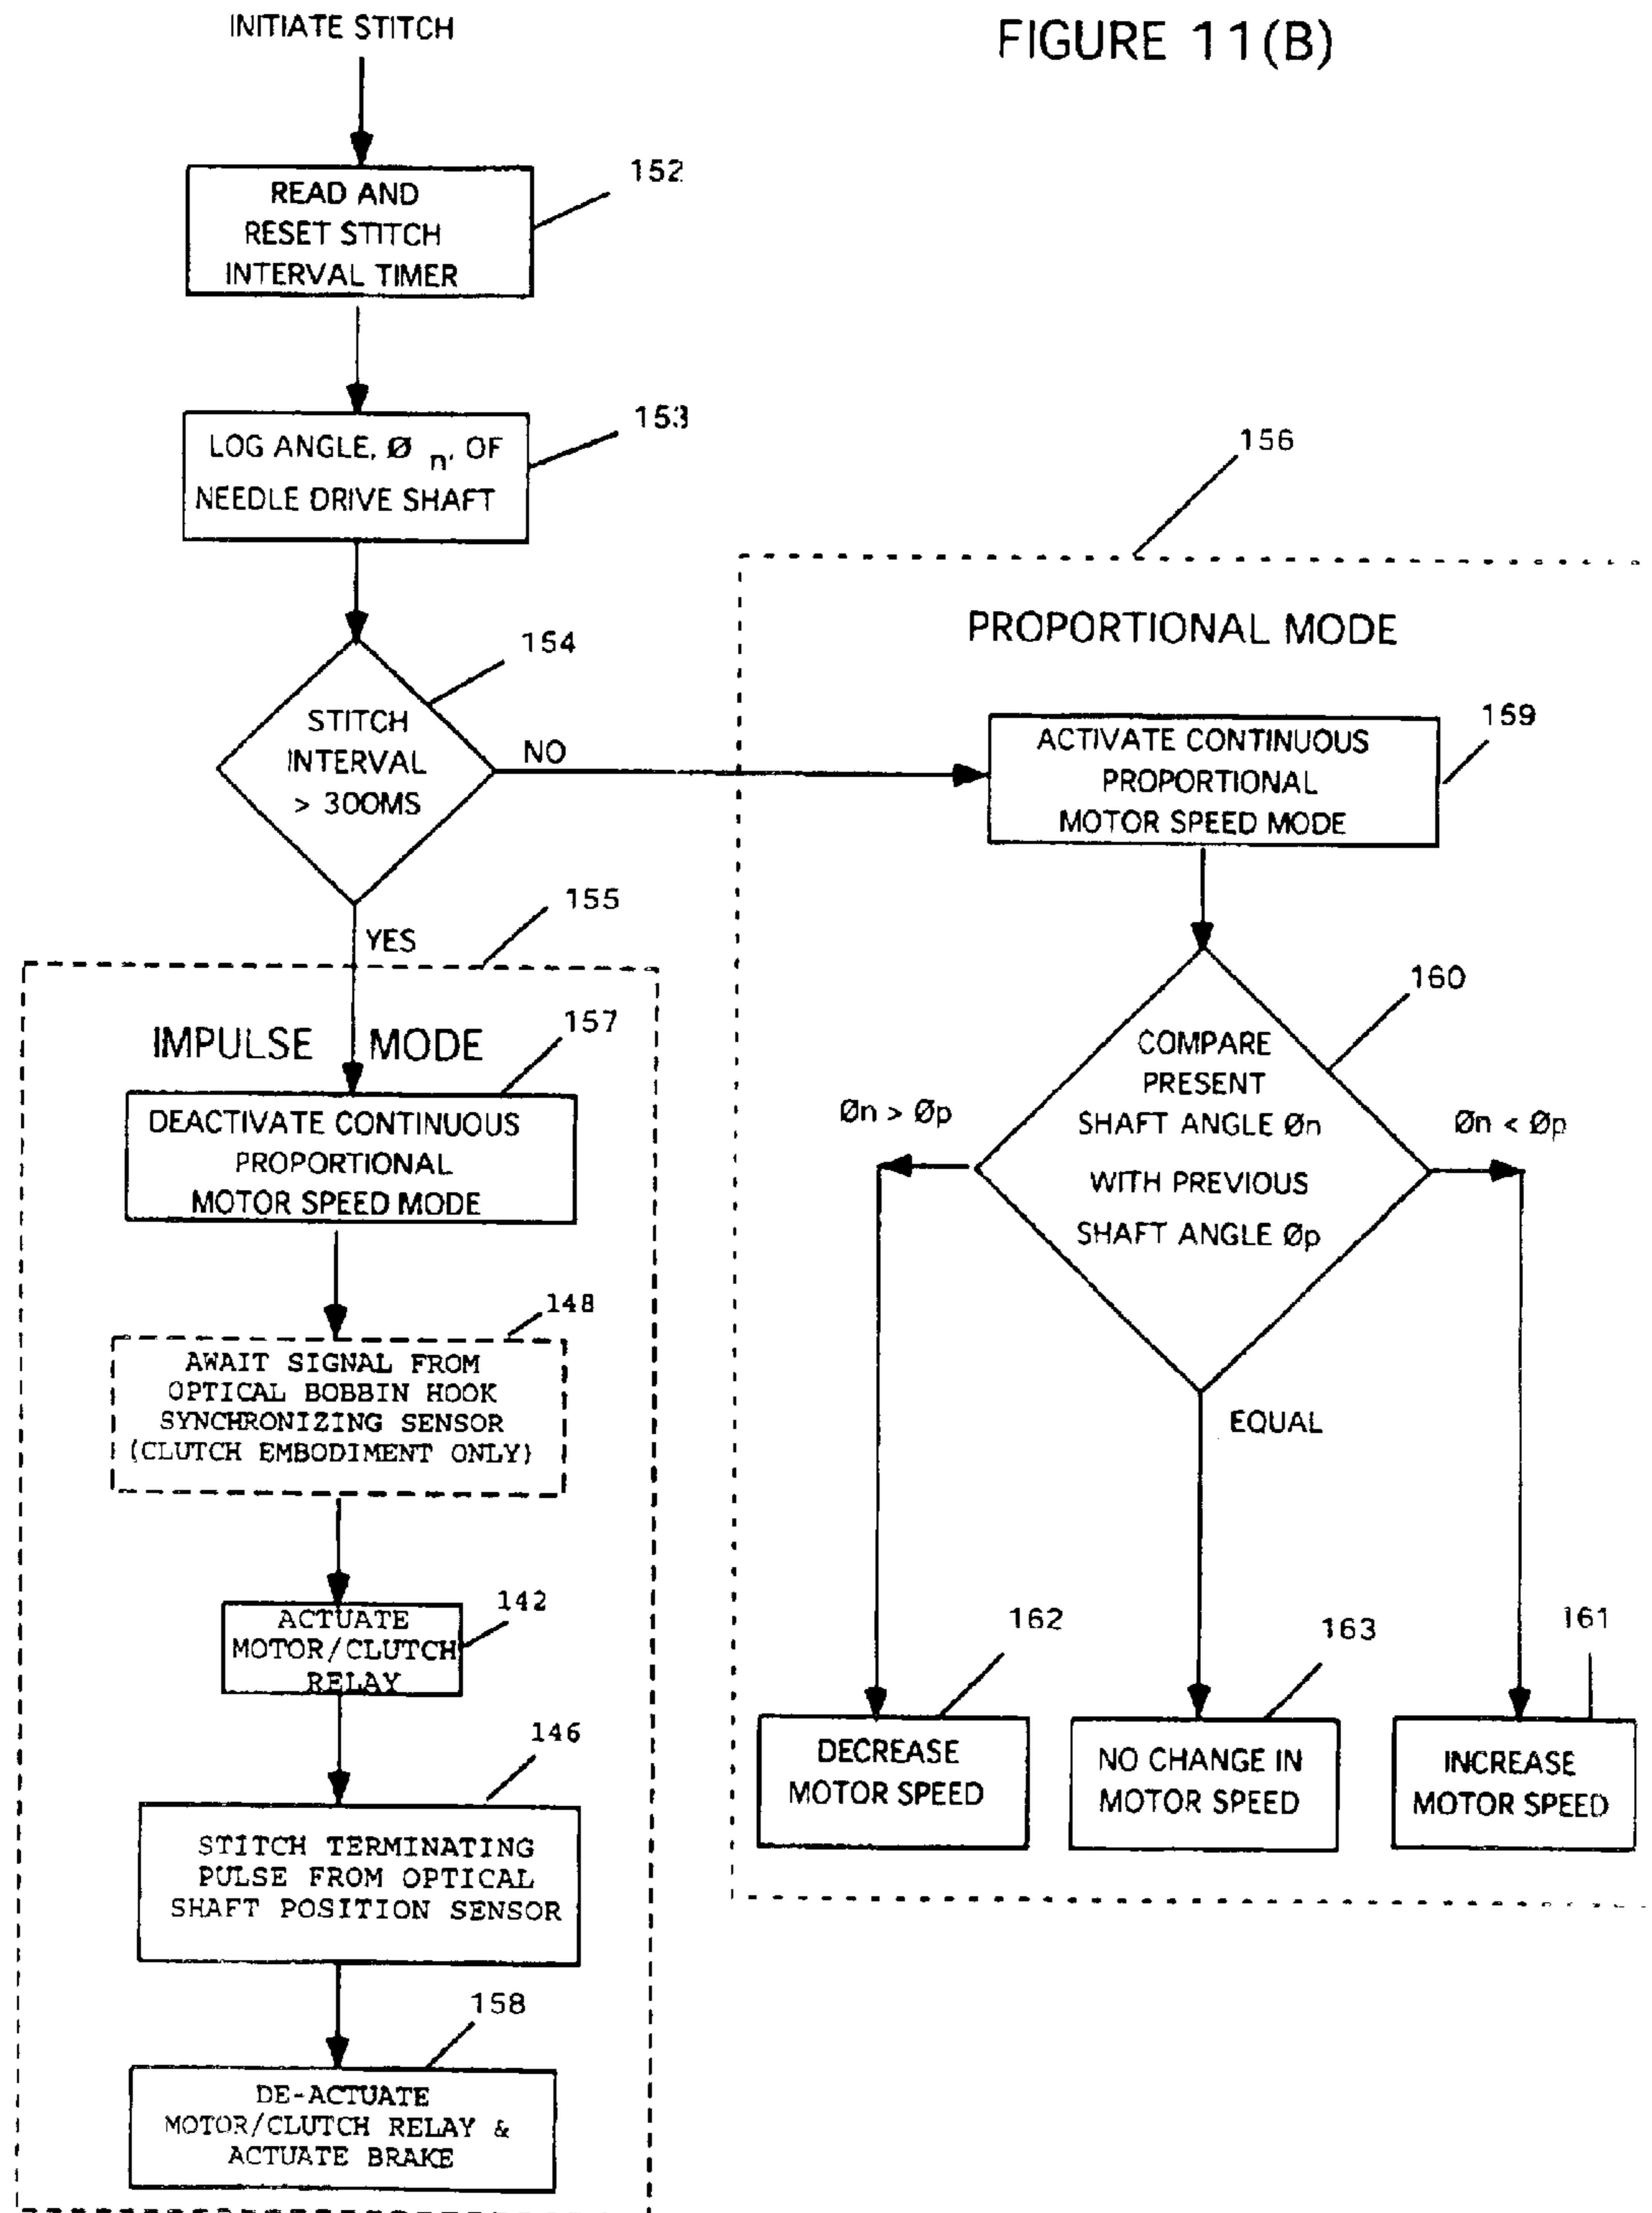 INITIATE STITCH
FIGURE 11(B)
READ AND
RESET STITCH
INTERVAL TIMER
152
LOG ANGLE, Ø n, OF
NEEDLE DRIVE SHAFT
153
STITCH
INTERVAL
> 300MS
154
NO
YES
155
IMPULSE MODE
157
DEACTIVATE CONTINUOUS
PROPORTIONAL
MOTOR SPEED MODE
148
AWAIT SIGNAL FROM
OPTICAL BOBBIN HOOK
SYNCHRONIZING SENSOR
(CLUTCH EMBODIMENT ONLY)
142
ACTUATE
MOTOR/CLUTCH
RELAY
146
STITCH TERMINATING
PULSE FROM OPTICAL
SHAFT POSITION SENSOR
158
DE-ACTUATE
MOTOR/CLUTCH RELAY &
ACTUATE BRAKE
156
PROPORTIONAL MODE
159
ACTIVATE CONTINUOUS
PROPORTIONAL
MOTOR SPEED MODE
160
COMPARE
PRESENT
SHAFT ANGLE Øn
WITH PREVIOUS
SHAFT ANGLE Øp
Øn > Øp
Øn < Øp
EQUAL
162
DECREASE
MOTOR SPEED
163
NO CHANGE IN
MOTOR SPEED
161
INCREASE
MOTOR SPEED